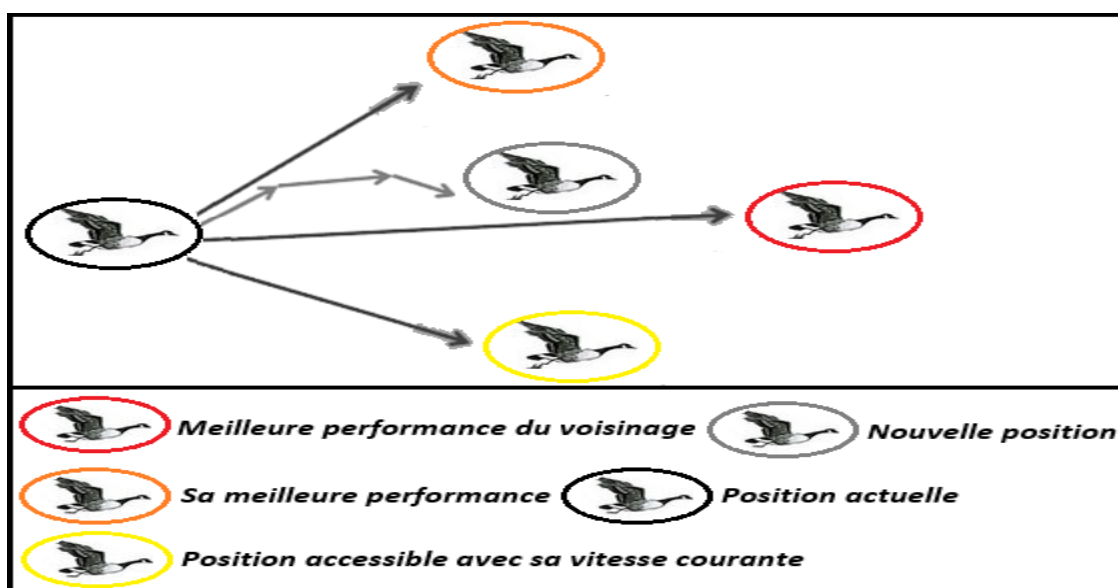 Meilleure performance du voisinage
Nouvelle position
Sa meilleure performance
Position actuelle
Position accessible avec sa vitesse courante